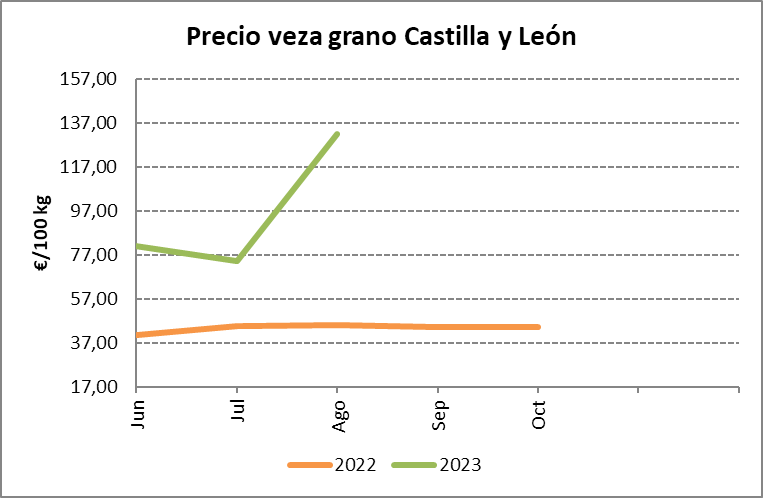 Precio veza grano Castilla y León
157,00
137,00
117,00
97,00
77,00
57,00
37,00
17,00
€/100 kg
Jun
Jul
Ago
Sep
Oct
2022
2023